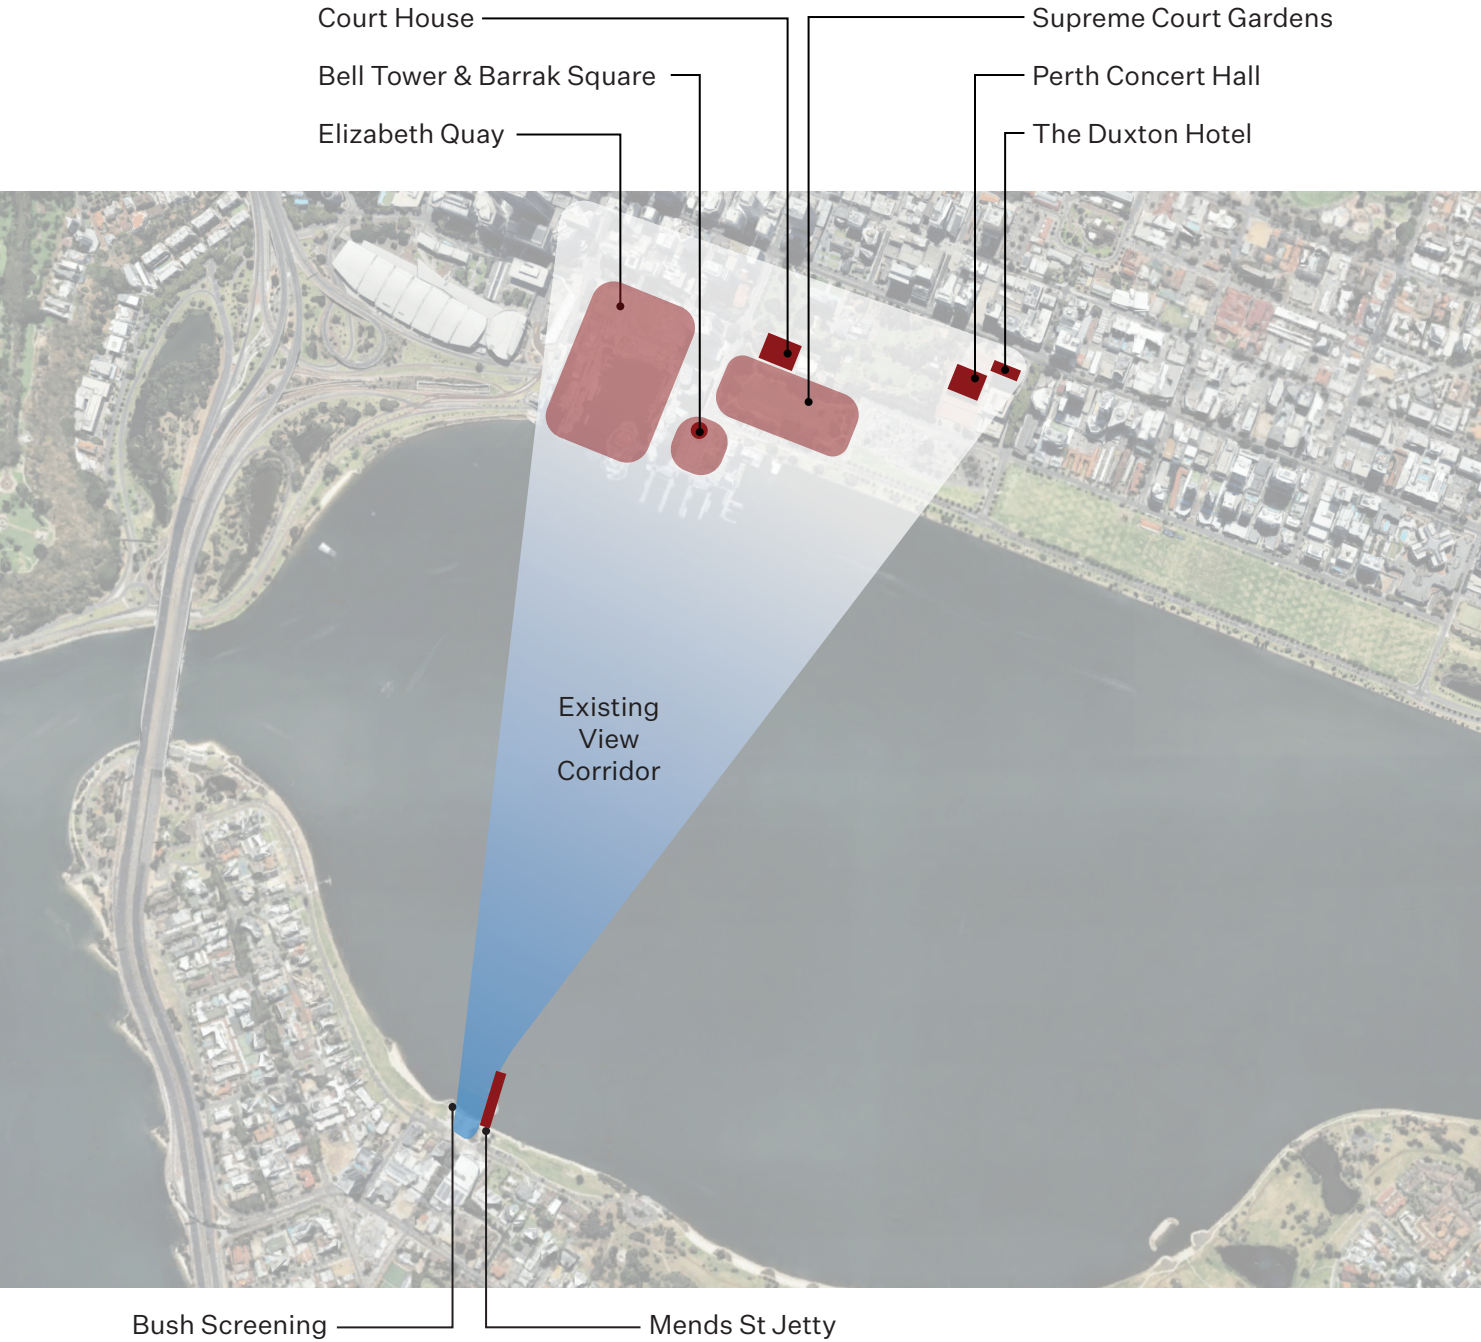 Court House
Supreme Court Gardens
Bell Tower & Barrak Square
Perth Concert Hall
Elizabeth Quay
The Duxton Hotel
Existing
View
Corridor
Bush Screening
Mends St Jetty